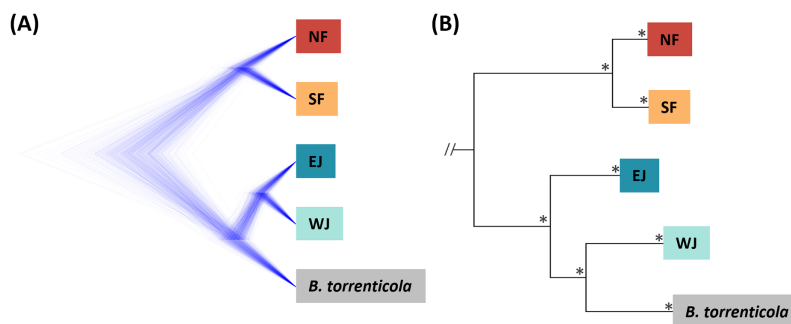 (A)
NF
SF
EJ
WJ
B. torrenticola
(B)
* NF
*
* SF
//
* EJ
*
* WJ
*
* B. torrenticola